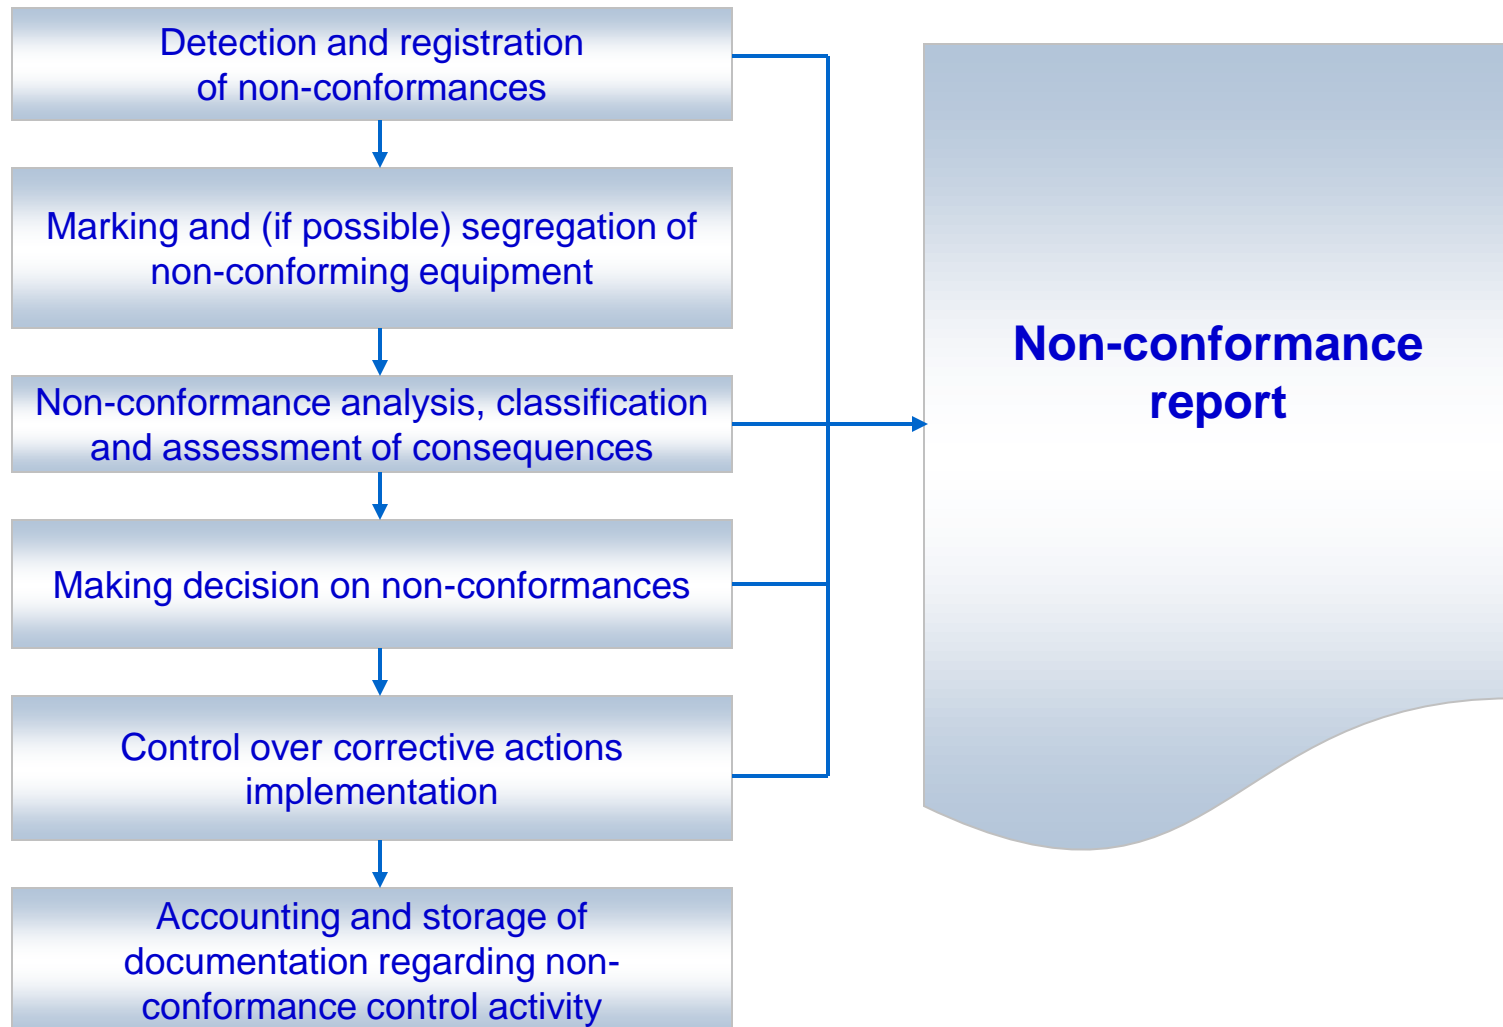 Detection and registration
of non-conformances
Marking and (if possible) segregation of
non-conforming equipment
Non-conformance analysis, classification
and assessment of consequences
Making decision on non-conformances
Control over corrective actions
implementation
Accounting and storage of
documentation regarding non-
conformance control activity
Non-conformance
report